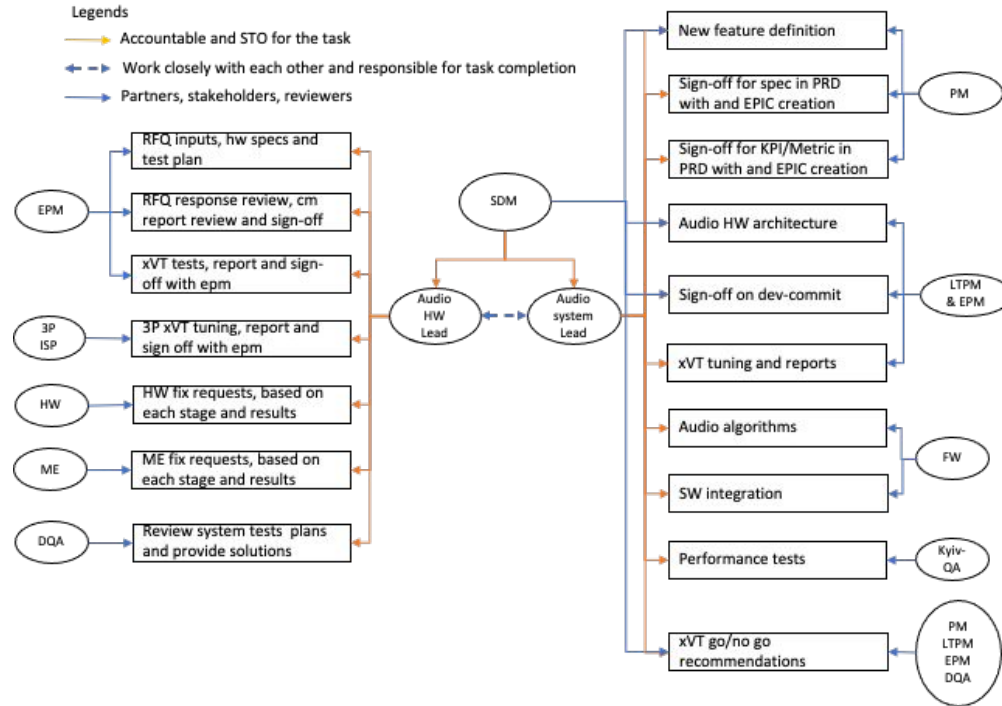 Legends
Accountable and STO for the task
Work closely with each other and responsible for task completion
Partners, stakeholders, reviewers
EPM
RFQ inputs, hw specs and
test plan
RFQ response review, cm
report review and sign-off
xVT tests, report and sign-
off with epm
3P
ISP
3P xVT tuning, report and
sign off with epm
HW
HW fix requests, based on
each stage and results
ME
ME fix requests, based on
each stage and results
DQA
Review system tests plans
and provide solutions
SDM
Audio
HW
Lead
Audio
system
Lead
New feature definition
Sign-off for spec in PRD
with and EPIC creation
Sign-off for KPI/Metric in
PRD with and EPIC creation
PM
Audio HW architecture
Sign-off on dev-commit
xVT tuning and reports
LTPM
& EPM
Audio algorithms
SW integration
FW
Performance tests
Kyiv-
QA
xVT go/no go
recommendations
PM
LTPM
EPM
DQA